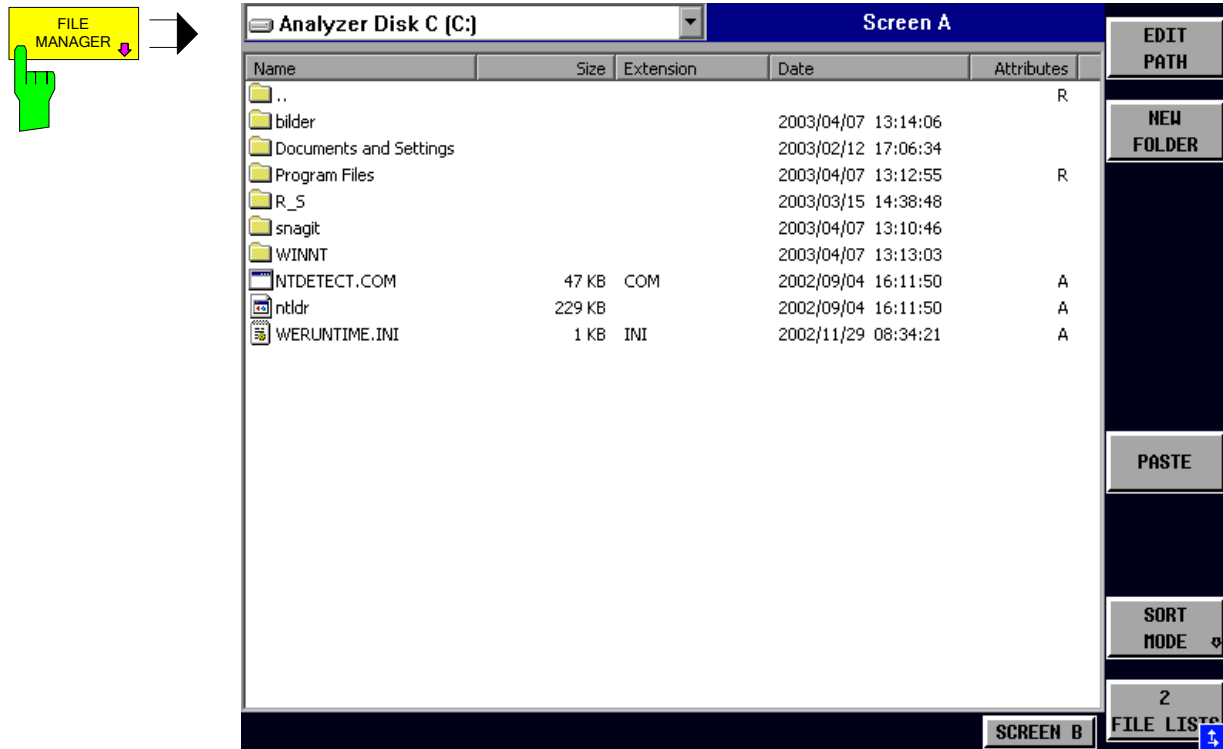 FILE
MANAGER
Analyzer Disk C (C:)
Screen A
Name Size Extension Date Attributes
.. R
bilder 2003/04/07 13:14:06
Documents and Settings 2003/02/12 17:06:34
Program Files 2003/04/07 13:12:55 R
R_S 2003/03/15 14:38:48
snagit 2003/04/07 13:10:46
WINNT 2003/04/07 13:13:03
NTDETECT.COM 47 KB COM 2002/09/04 16:11:50 A
ntldr 229 KB 2002/09/04 16:11:50 A
WERUNTIME.INI 1 KB INI 2002/11/29 08:34:21 A
SCREEN B
EDIT
PATH
NEW
FOLDER
PASTE
SORT
MODE
2
FILE LISTS